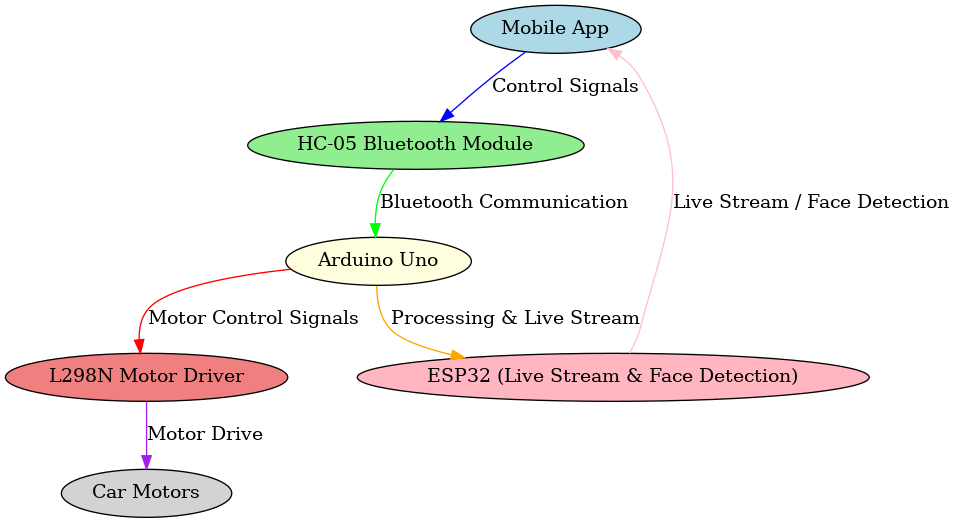 Mobile App
Control Signals
HC-05 Bluetooth Module
Bluetooth Communication
Live Stream / Face Detection
Arduino Uno
Motor Control Signals
Processing & Live Stream
L298N Motor Driver
ESP32 (Live Stream & Face Detection)
Motor Drive
Car Motors